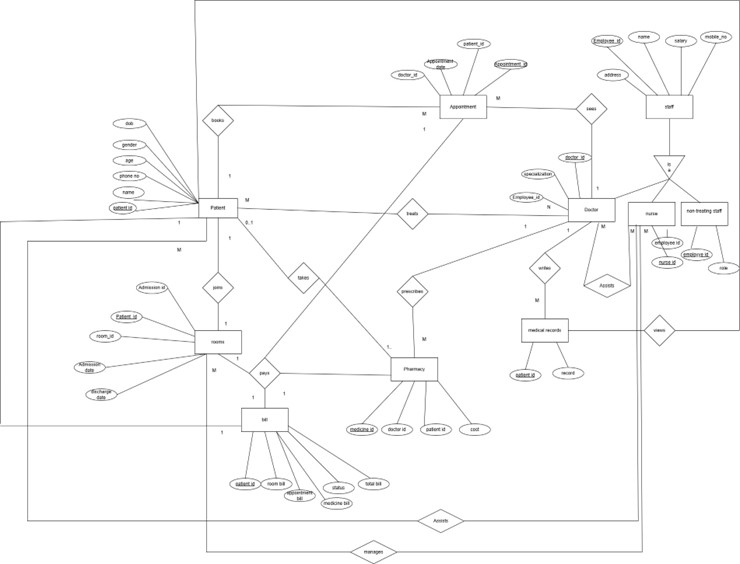 patient_id
Appointment
date
doctor_id
Appointment_id
Appointment
M
M
1
Employee_id
name
salary
mobile_no
address
staff
books
sees
is
a
dob
gender
age
phone no
name
patient id
1
Patient
1
0..1
M
M
treats
N
specialization
doctor_id
Employee_id
1
Doctor
1
1
M
nurse
M
M
employee id
nurse id
non-treating staff
employye id
role
1
joins
1
takes
prescribes
M
writes
M
Assists
Admission id
Patient_id
room_id
Admission
date
discharge
date
rooms
M
1
medical records
views
patient id
record
pays
1
1
1..
Pharmacy
medicine id
doctor id
patient id
cost
bill
patient id
room bill
appointment
bill
medicine bill
status
total bill
Assists
manages